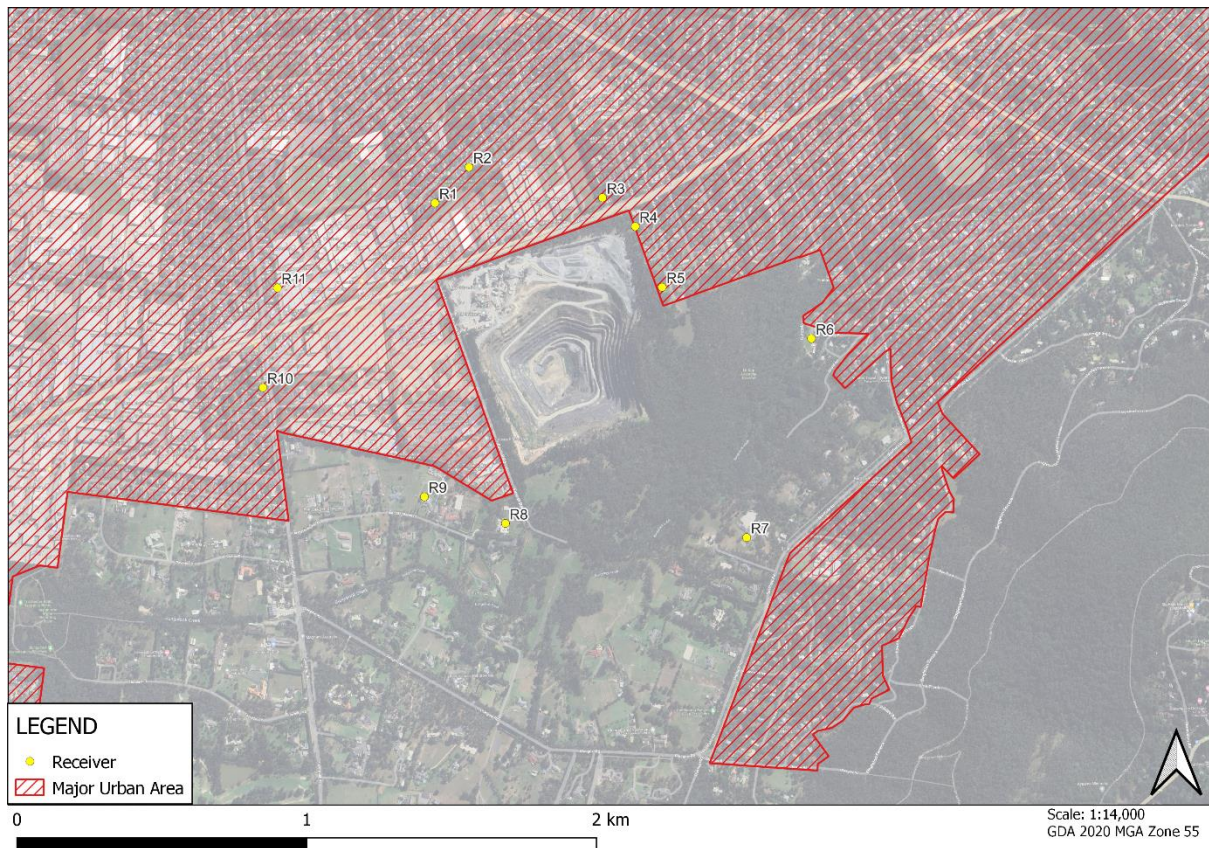 R2
R1
R3
R4
R11
R5
R6
R10
R9
R8
R7
LEGEND
Receiver
Major Urban Area
0
1
2 km
Scale: 1:14,000
GDA 2020 MGA Zone 55